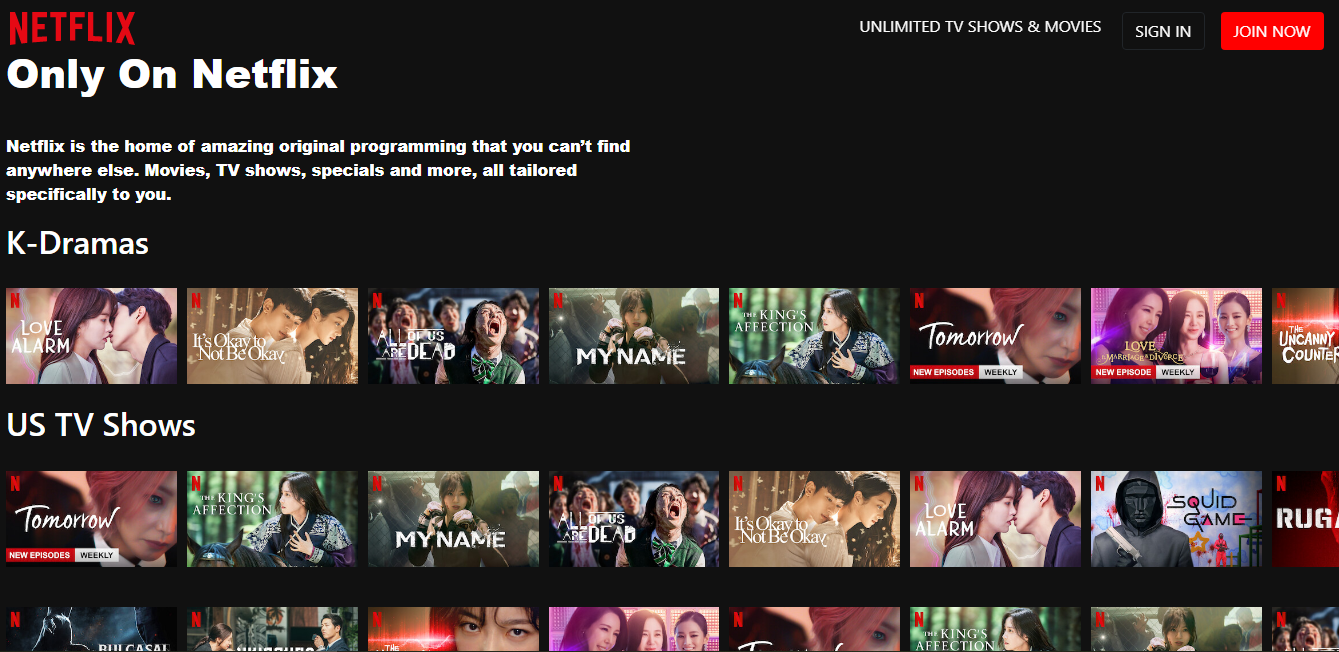 NETFLIX
UNLIMITED TV SHOWS & MOVIES
SIGN IN
JOIN NOW
Only On Netflix
Netflix is the home of amazing original programming that you can’t find
anywhere else. Movies, TV shows, specials and more, all tailored
specifically to you.
K-Dramas
N
LOVE
ALARM
N
It's Okay to
Not Be Okay
N
ALL OF US
ARE DEAD
N
MY NAME
N
THE KING'S
AFFECTION
N
Tomorrow
NEW EPISODES WEEKLY
N
LOVE
MARRIAGE & DIVORCE
NEW EPISODE WEEKLY
N
THE
UNCANNY
COUNTER
US TV Shows
N
Tomorrow
NEW EPISODES WEEKLY
N
THE KING'S
AFFECTION
N
MY NAME
N
ALL OF US
ARE DEAD
N
It's Okay to
Not Be Okay
N
LOVE
ALARM
N
SQUID
GAME
N
RUGA
N
BULGASAL
N
N
THE
N
N
N
THE KING'S
N
N